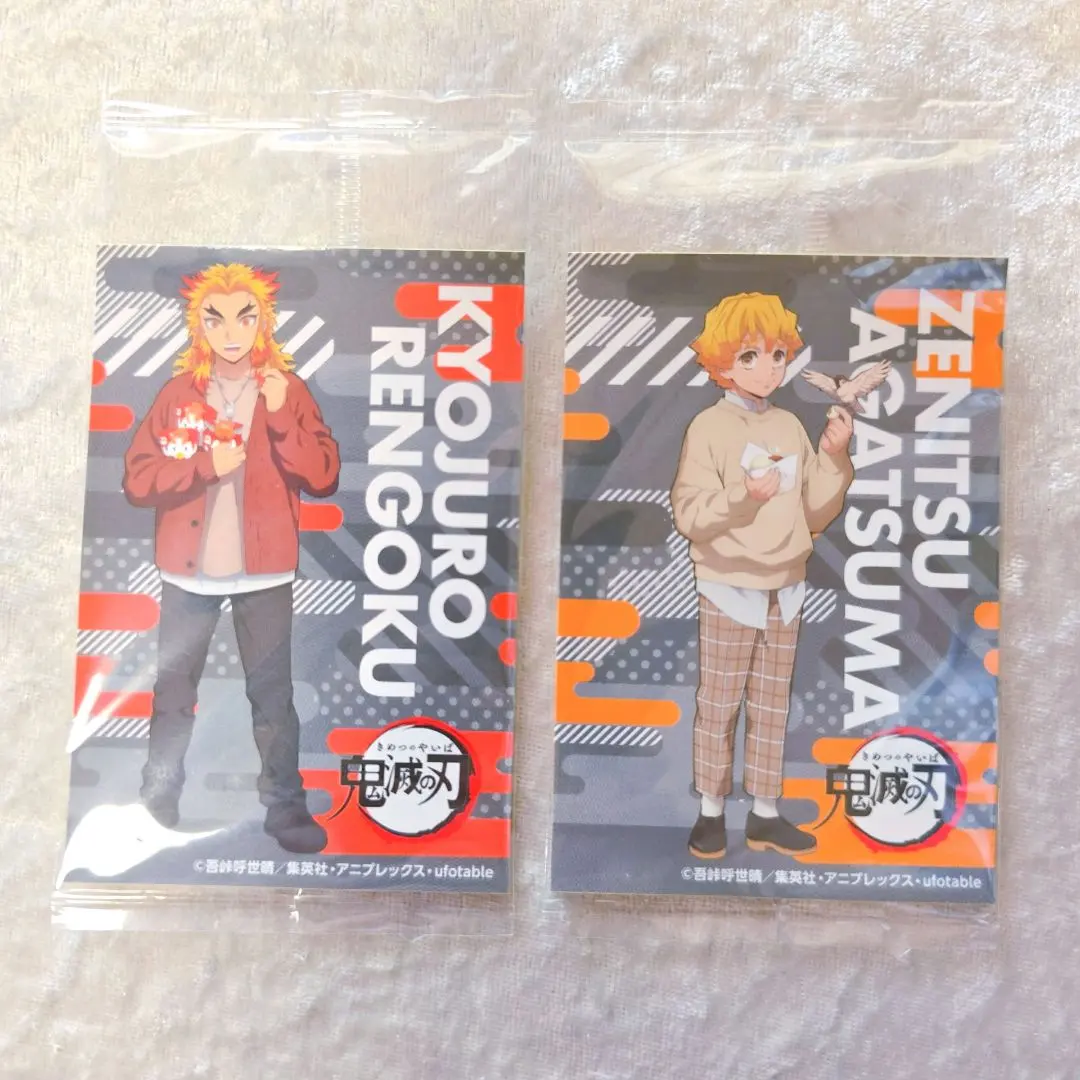 KYOJURO
RENGOKU
きめつのやいば
鬼滅の刃
©吾峠呼世晴／集英社・アニプレックス・ufotable
ZENITSU
AGATSUMA
きめつのやいば
鬼滅の刃
©吾峠呼世晴／集英社・アニプレックス・ufotable